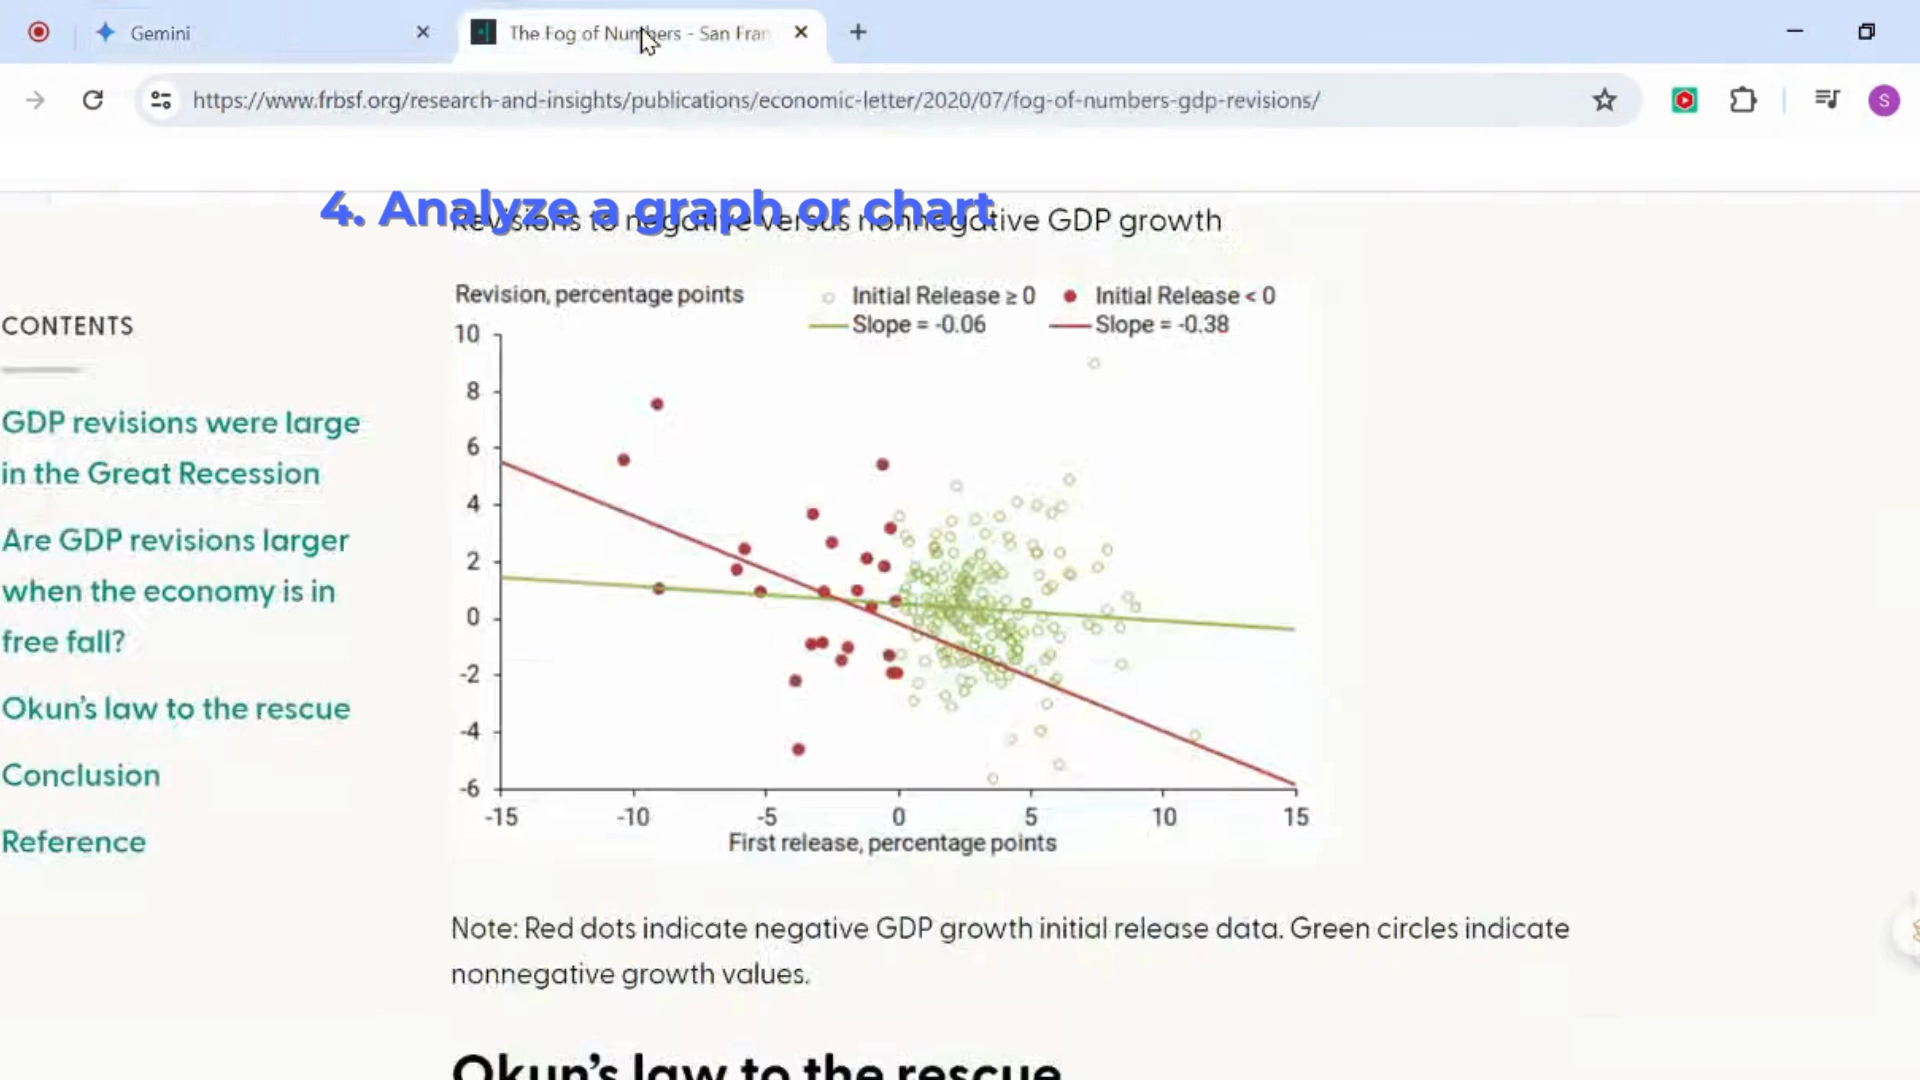 Gemini
The Fog of Numbers - San Fran
https://www.frbsf.org/research-and-insights/publications/economic-letter/2020/07/fog-of-numbers-gdp-revisions/
S
4. Analyze a graph or chart
Revisions to negative versus nonnegative GDP growth
CONTENTS
GDP revisions were large
in the Great Recession
Are GDP revisions larger
when the economy is in
free fall?
Okun’s law to the rescue
Conclusion
Reference
Revision, percentage points
Initial Release ≥ 0
Initial Release < 0
Slope = -0.06
Slope = -0.38
10
8
6
4
2
0
-2
-4
-6
-15 -10 -5 0 5 10 15
First release, percentage points
Note: Red dots indicate negative GDP growth initial release data. Green circles indicate
nonnegative growth values.
Okun’s law to the rescue